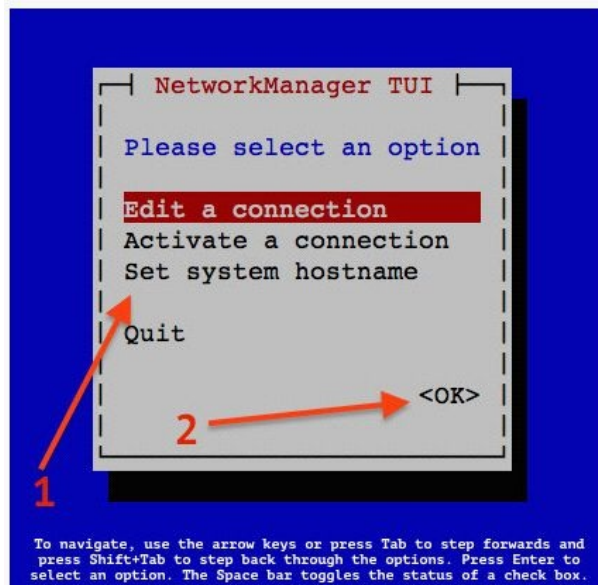 NetworkManager TUI
Please select an option
Edit a connection
Activate a connection
Set system hostname
Quit
<OK>
2
1
To navigate, use the arrow keys or press Tab to step forwards and
press Shift+Tab to step back through the options. Press Enter to
select an option. The Space bar toggles the status of a check box.